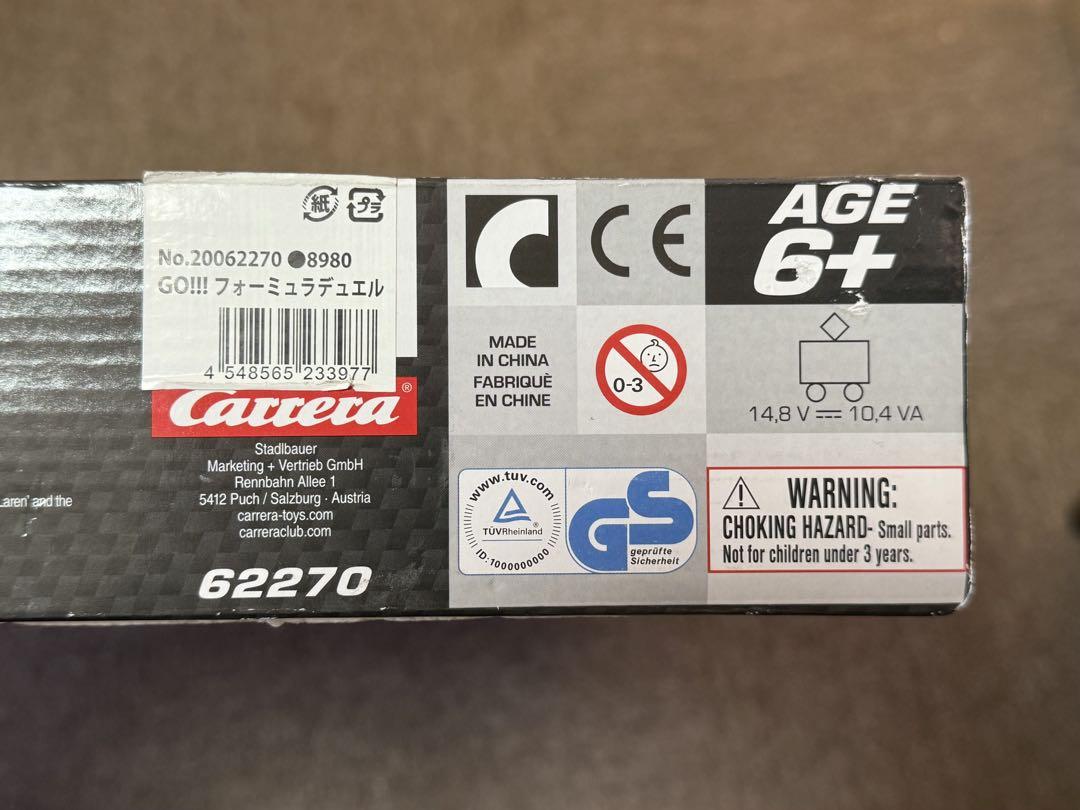 紙 プラ
No.20062270 ●8980
GO!!! フォーミュラデュエル
4 548565 233977
Carrera®
Stadlbauer
Marketing + Vertrieb GmbH
Rennbahn Allee 1
5412 Puch / Salzburg · Austria
carrera-toys.com
carreraclub.com
62270
Laren' and the
CE
AGE
6+
MADE
IN CHINA
FABRIQUÈ
EN CHINE
0-3
14,8 V 10,4 VA
www.tuv.com
TÜVRheinland®
ID:1000000000
GS
geprüfte
Sicherheit
WARNING:
CHOKING HAZARD- Small parts.
Not for children under 3 years.